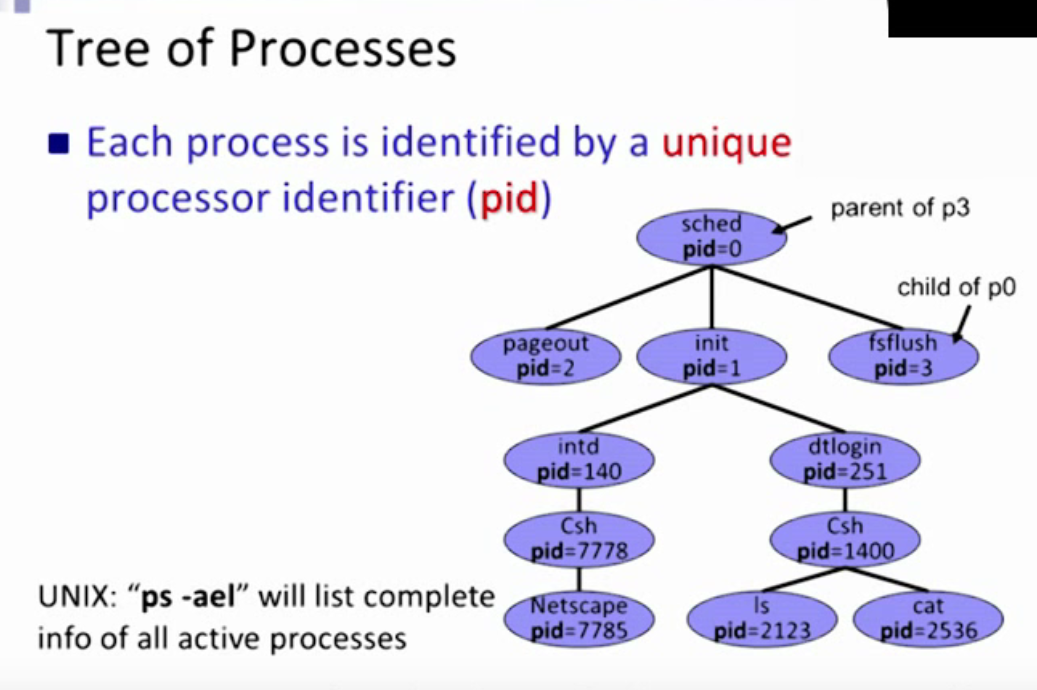 Tree of Processes
Each process is identified by a unique
processor identifier (pid)
parent of p3
sched
pid=0
child of p0
pageout
pid=2
init
pid=1
fsflush
pid=3
intd
pid=140
dtlogin
pid=251
Csh
pid=7778
Csh
pid=1400
UNIX: “ps -ael” will list complete
info of all active processes
Netscape
pid=7785
ls
pid=2123
cat
pid=2536